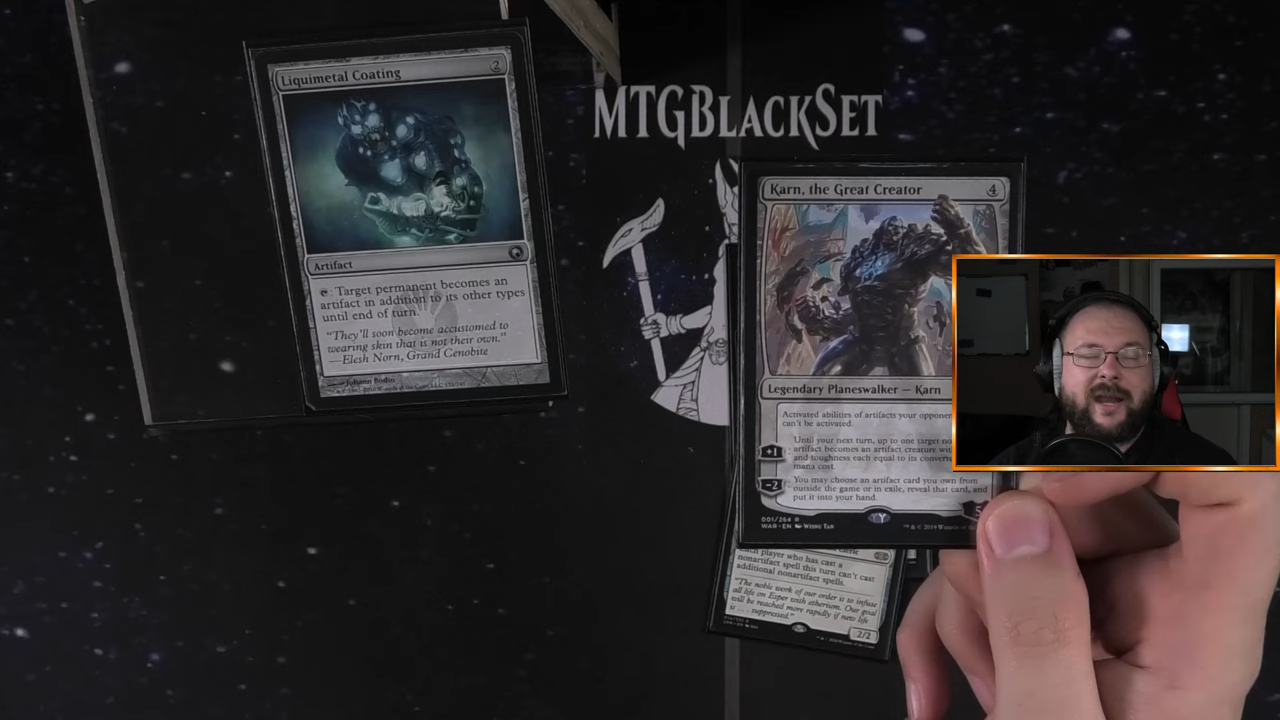 Liquimetal Coating 2
Artifact
: Target permanent becomes an
artifact in addition to its other types
until end of turn.
"They'll soon become accustomed to
wearing skin that is not their own."
—Elesh Norn, Grand Cenobite
Johann Bodin
MTGBLACKSET
Karn, the Great Creator 4
Legendary Planeswalker — Karn
Activated abilities of artifacts your
can't be activated.
+1 Until your next turn, up to one target
artifact becomes an artifact creature
and toughness each equal to its
mana cost.
-2 You may choose an artifact card you own from
outside the game or in exile, reveal that card, and
put it into your hand.
5
001/264 R
WAR • EN Wisnu Tan
™ & © 2019
Each player who has cast a
nonartifact spell this turn can't cast
additional nonartifact spells.
"The noble work of our order is to infuse
all life on Esper with etherium. Our goal
will be reached more rapidly if
suppressed."
2/2